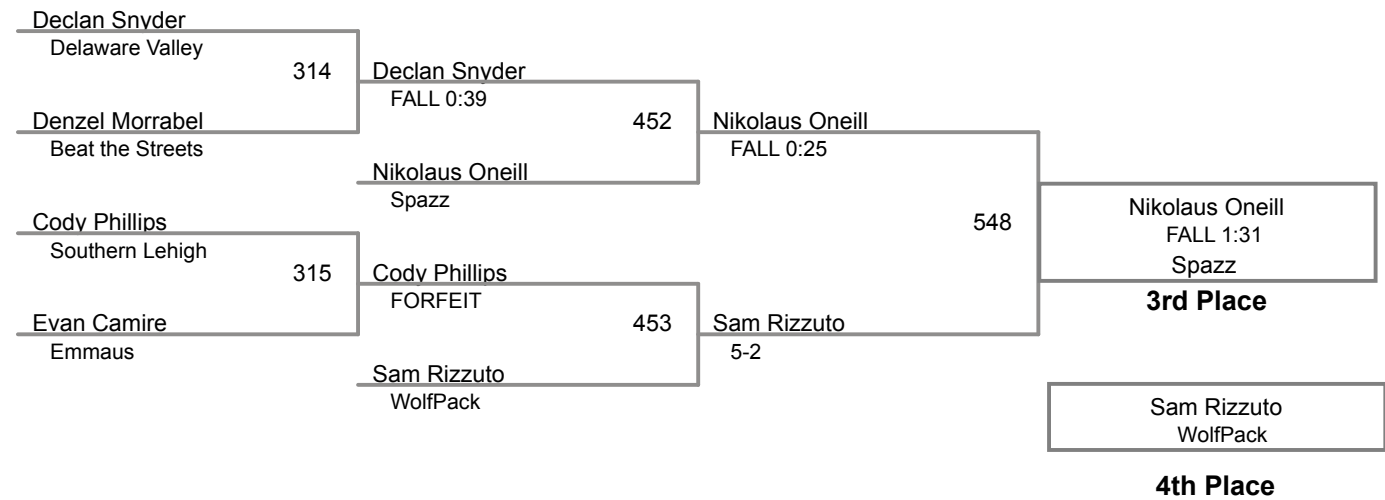 Declan Snyder
Delaware Valley
314
Declan Snyder
FALL 0:39
Denzel Morrabel
Beat the Streets
452
Nikolaus Oneill
FALL 0:25
Nikolaus Oneill
Spazz
Cody Phillips
Southern Lehigh
315
Cody Phillips
FORFEIT
Evan Camire
Emmaus
453
Sam Rizzuto
5-2
Sam Rizzuto
WolfPack
548
Nikolaus Oneill
FALL 1:31
Spazz
3rd Place
Sam Rizzuto
WolfPack
4th Place